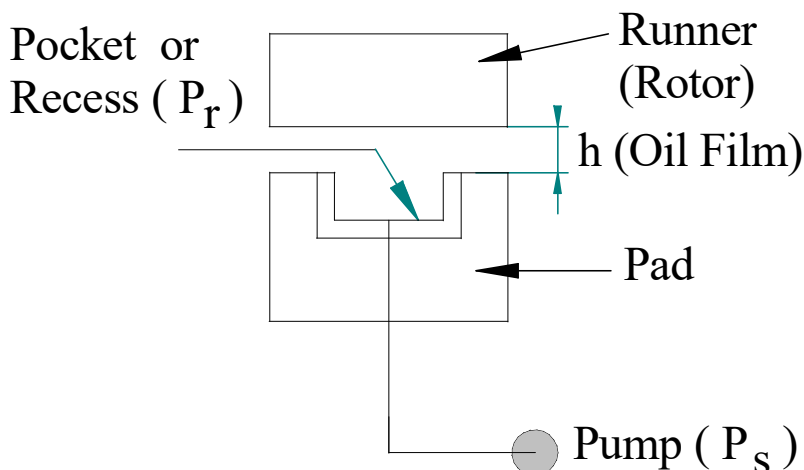 Pocket or
Recess ( Pr )
Runner
(Rotor)
h (Oil Film)
Pad
Pump ( Ps )